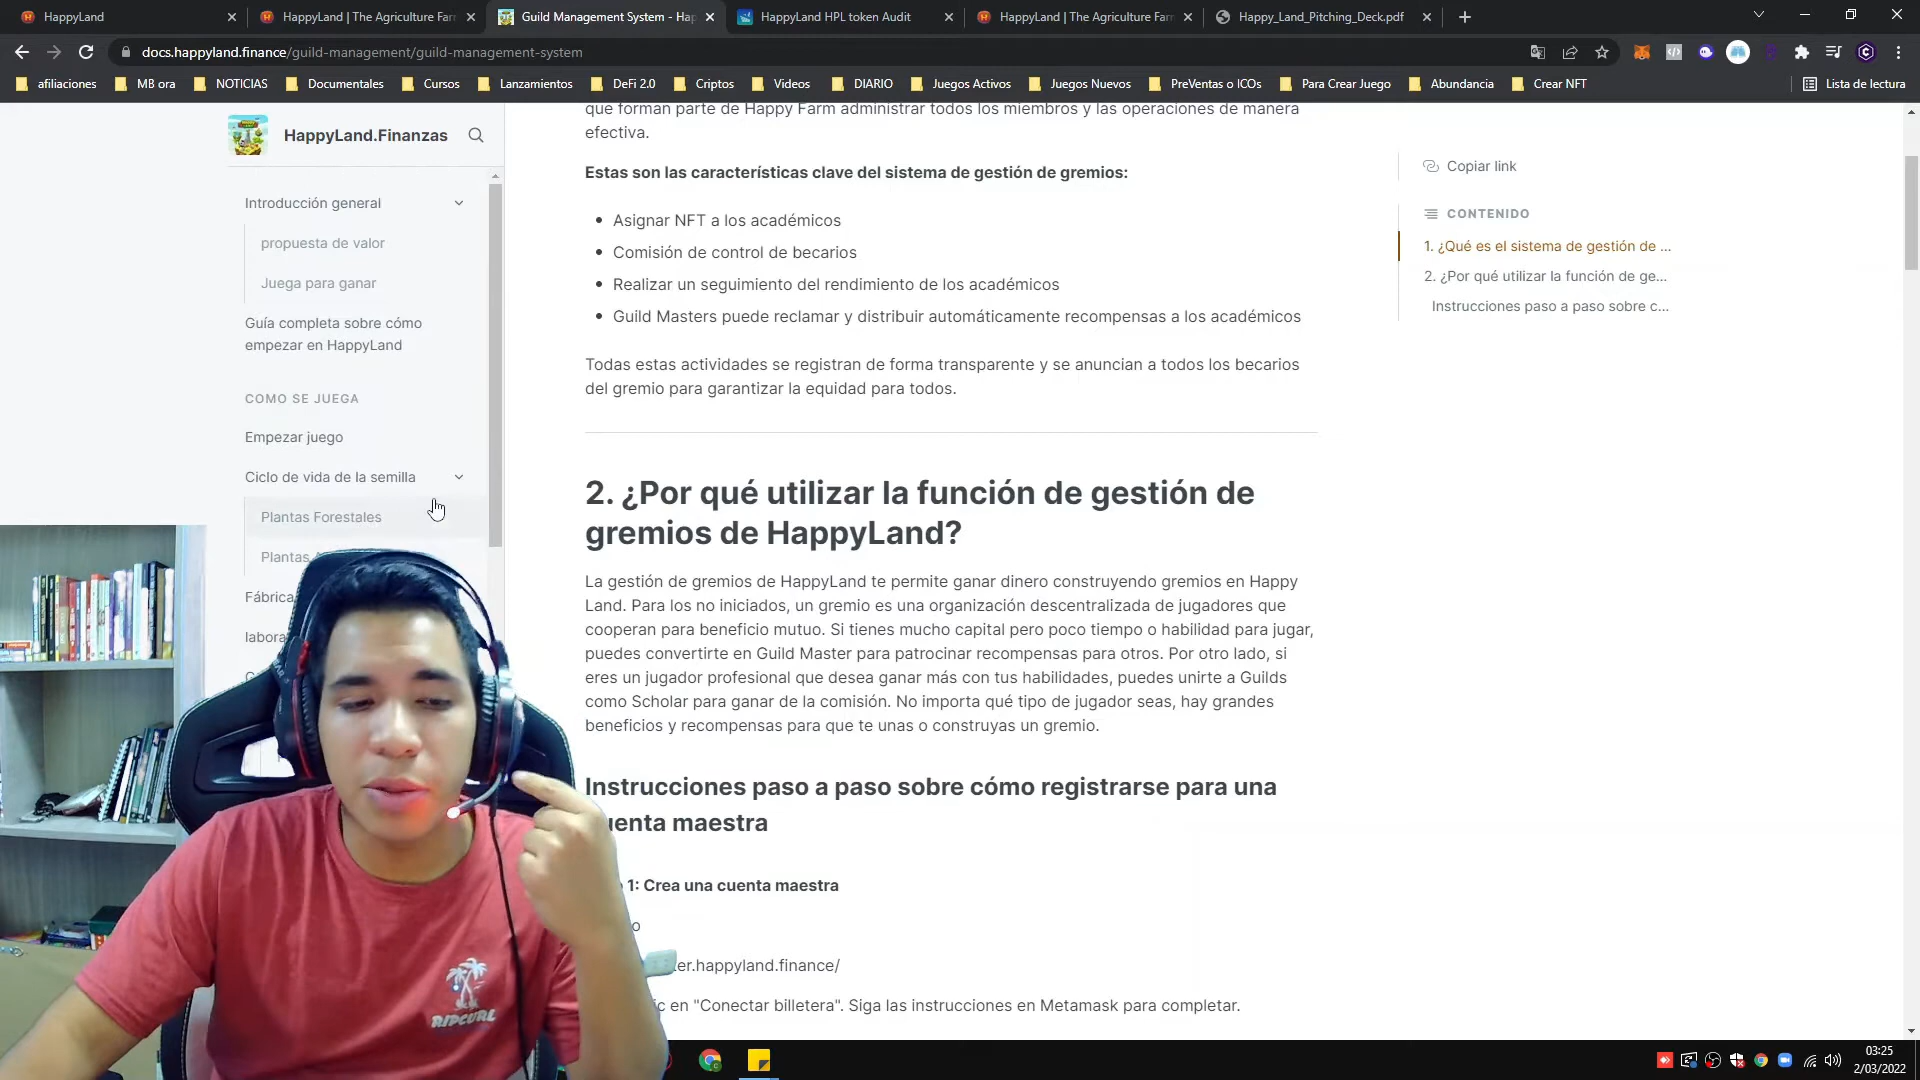 HappyLand
HappyLand | The Agriculture Far
Guild Management System - Hap
HappyLand HPL token Audit
HappyLand | The Agriculture Farm
Happy_Land_Pitching_Deck.pdf
docs.happyland.finance/guild-management/guild-management-system
afiliaciones
MB ora
NOTICIAS
Documentales
Cursos
Lanzamientos
DeFi 2.0
Criptos
Videos
DIARIO
Juegos Activos
Juegos Nuevos
PreVentas o ICOs
Para Crear Juego
Abundancia
Crear NFT
Lista de lectura
HappyLand.Finanzas
Introducción general
propuesta de valor
Juega para ganar
Guía completa sobre cómo
empezar en HappyLand
COMO SE JUEGA
Empezar juego
Ciclo de vida de la semilla
Plantas Forestales
Plantas
Fábrica
labora
que forman parte de Happy Farm administrar todos los miembros y las operaciones de manera
efectiva.
Estas son las características clave del sistema de gestión de gremios:
• Asignar NFT a los académicos
• Comisión de control de becarios
• Realizar un seguimiento del rendimiento de los académicos
• Guild Masters puede reclamar y distribuir automáticamente recompensas a los académicos
Todas estas actividades se registran de forma transparente y se anuncian a todos los becarios
del gremio para garantizar la equidad para todos.
2. ¿Por qué utilizar la función de gestión de
gremios de HappyLand?
La gestión de gremios de HappyLand te permite ganar dinero construyendo gremios en Happy
Land. Para los no iniciados, un gremio es una organización descentralizada de jugadores que
cooperan para beneficio mutuo. Si tienes mucho capital pero poco tiempo o habilidad para jugar,
puedes convertirte en Guild Master para patrocinar recompensas para otros. Por otro lado, si
eres un jugador profesional que desea ganar más con tus habilidades, puedes unirte a Guilds
como Scholar para ganar de la comisión. No importa qué tipo de jugador seas, hay grandes
beneficios y recompensas para que te unas o construyas un gremio.
Instrucciones paso a paso sobre cómo registrarse para una
uenta maestra
1: Crea una cuenta maestra
o
er.happyland.finance/
ic en "Conectar billetera". Siga las instrucciones en Metamask para completar.
Copiar link
CONTENIDO
1. ¿Qué es el sistema de gestión de ...
2. ¿Por qué utilizar la función de ge...
Instrucciones paso a paso sobre c...
RIPCURL
03:25
2/03/2022